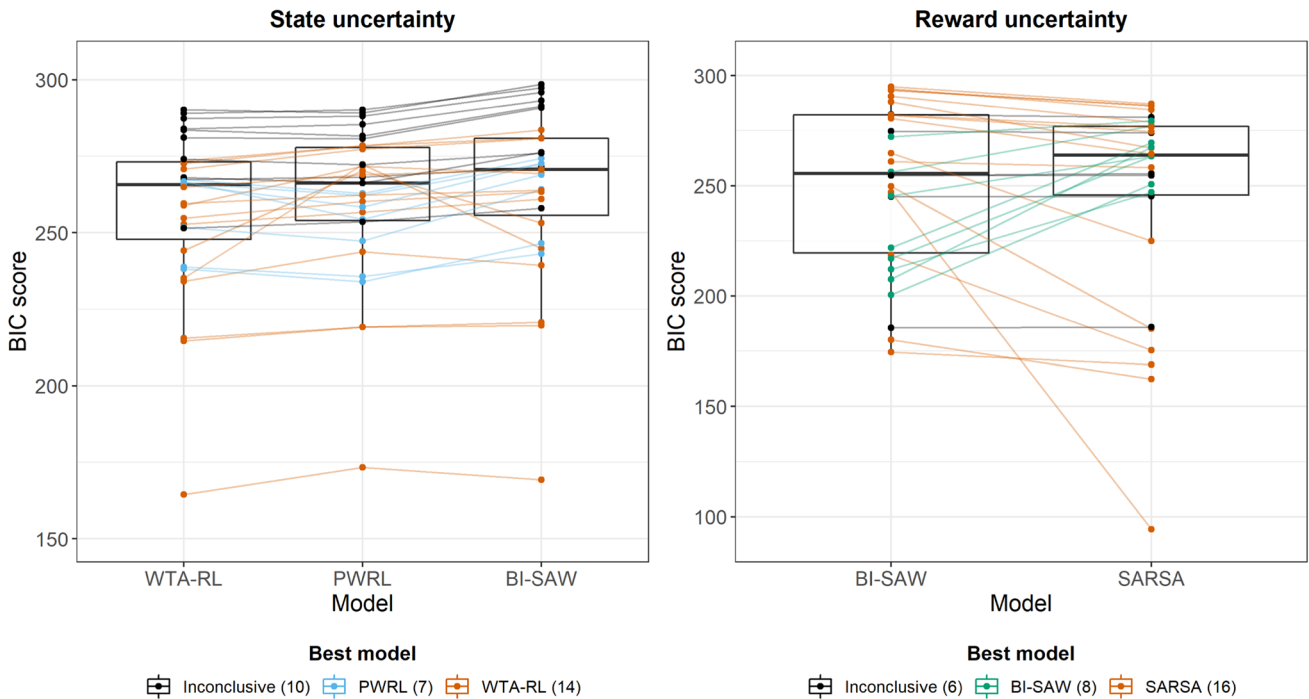 State uncertainty
BIC score
300
250
200
150
WTA-RL PWRL BI-SAW
Model
Best model
Inconclusive (10) PWRL (7) WTA-RL (14)
Reward uncertainty
BIC score
300
250
200
150
100
BI-SAW SARSA
Model
Best model
Inconclusive (6) BI-SAW (8) SARSA (16)